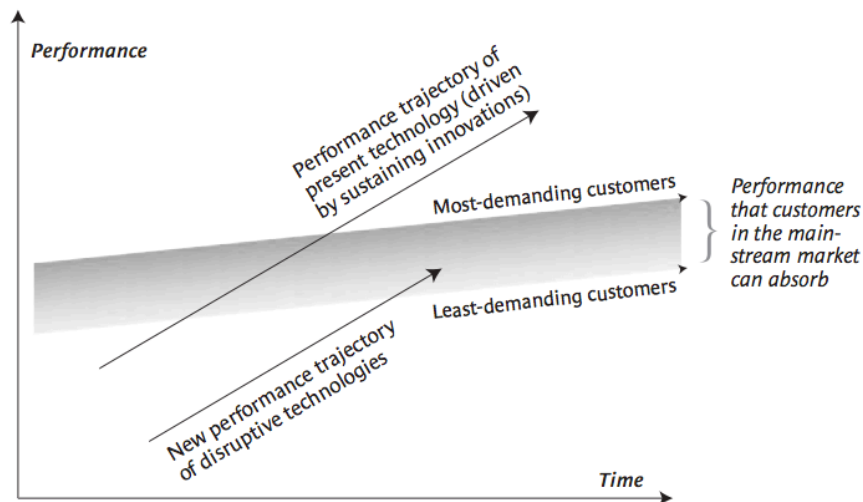 Performance
Performance trajectory of
present technology (driven
by sustaining innovations)
Most-demanding customers
Performance
that customers
in the main-
stream market
can absorb
Least-demanding customers
New performance trajectory
of disruptive technologies
Time